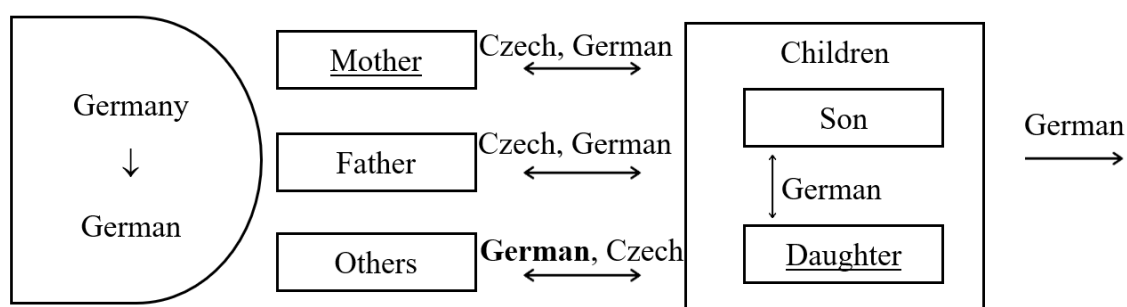 Germany
↓
German
Mother
Czech, German
Father
Czech, German
Others
German, Czech
Children
Son
German
Daughter
German